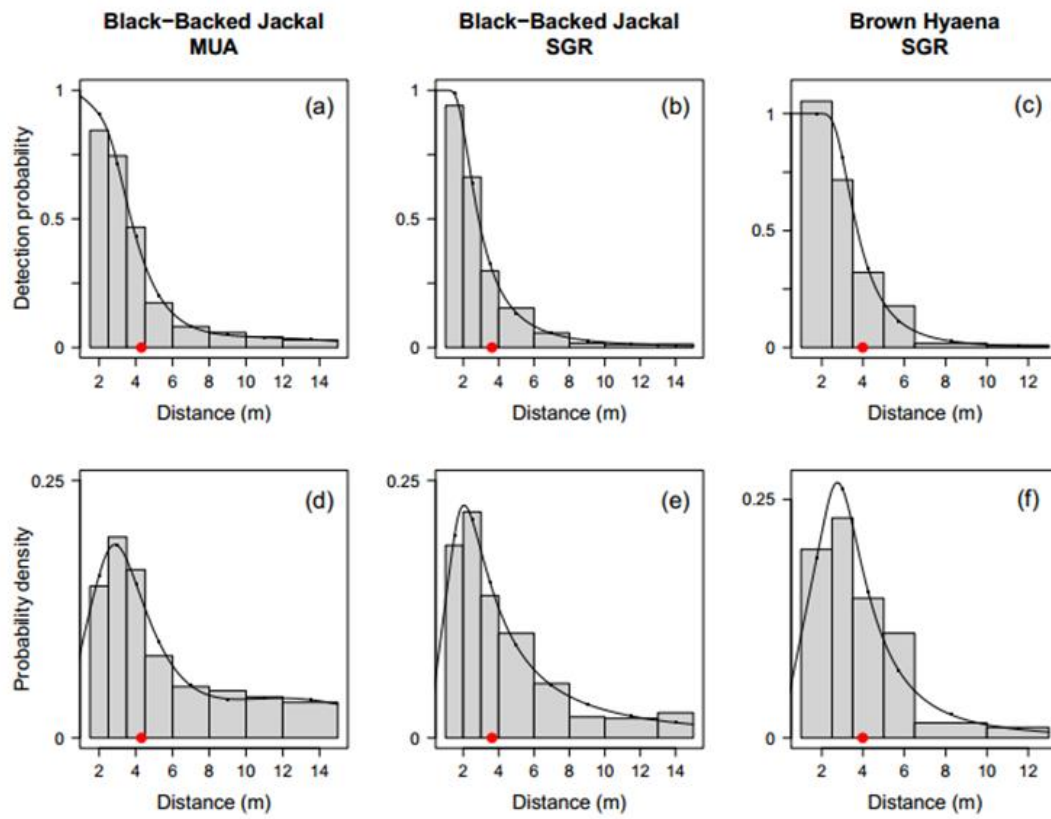 Black−Backed Jackal
MUA
Black−Backed Jackal
SGR
Brown Hyaena
SGR
Detection probability
1
0.5
0
(a)
2 4 6 8 10 12 14
Distance (m)
1
0.5
0
(b)
2 4 6 8 10 12 14
Distance (m)
1
0.5
0
(c)
2 4 6 8 10 12
Distance (m)
Probability density
0.25
0
(d)
2 4 6 8 10 12 14
Distance (m)
0.25
0
(e)
2 4 6 8 10 12 14
Distance (m)
0.25
0
(f)
2 4 6 8 10 12
Distance (m)